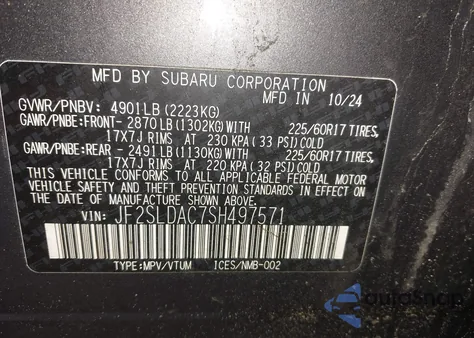 MFD BY SUBARU CORPORATION
GVWR/PNBV: 4901LB (2223KG) MFD IN 10/24
GAWR/PNBE:FRONT- 2870LB (1302KG)WITH 225/60R17 TIRES,
17X7J RIMS AT 230 KPA (33 PSI)COLD
GAWR/PNBE:REAR - 2491LB (1130KG)WITH 225/60R17 TIRES,
17X7J RIMS AT 220 KPA (32 PSI)COLD
THIS VEHICLE CONFORMS TO ALL APPLICABLE FEDERAL MOTOR
VEHICLE SAFETY AND BUMPER STANDARDS IN EFFECT ON THE
DATE OF MANUFACTURE SHOWN ABOVE.
VIN: JF2SLDAC7SH497571
TYPE:MPV/VTUM ICES/NMB-002
AutoSnap